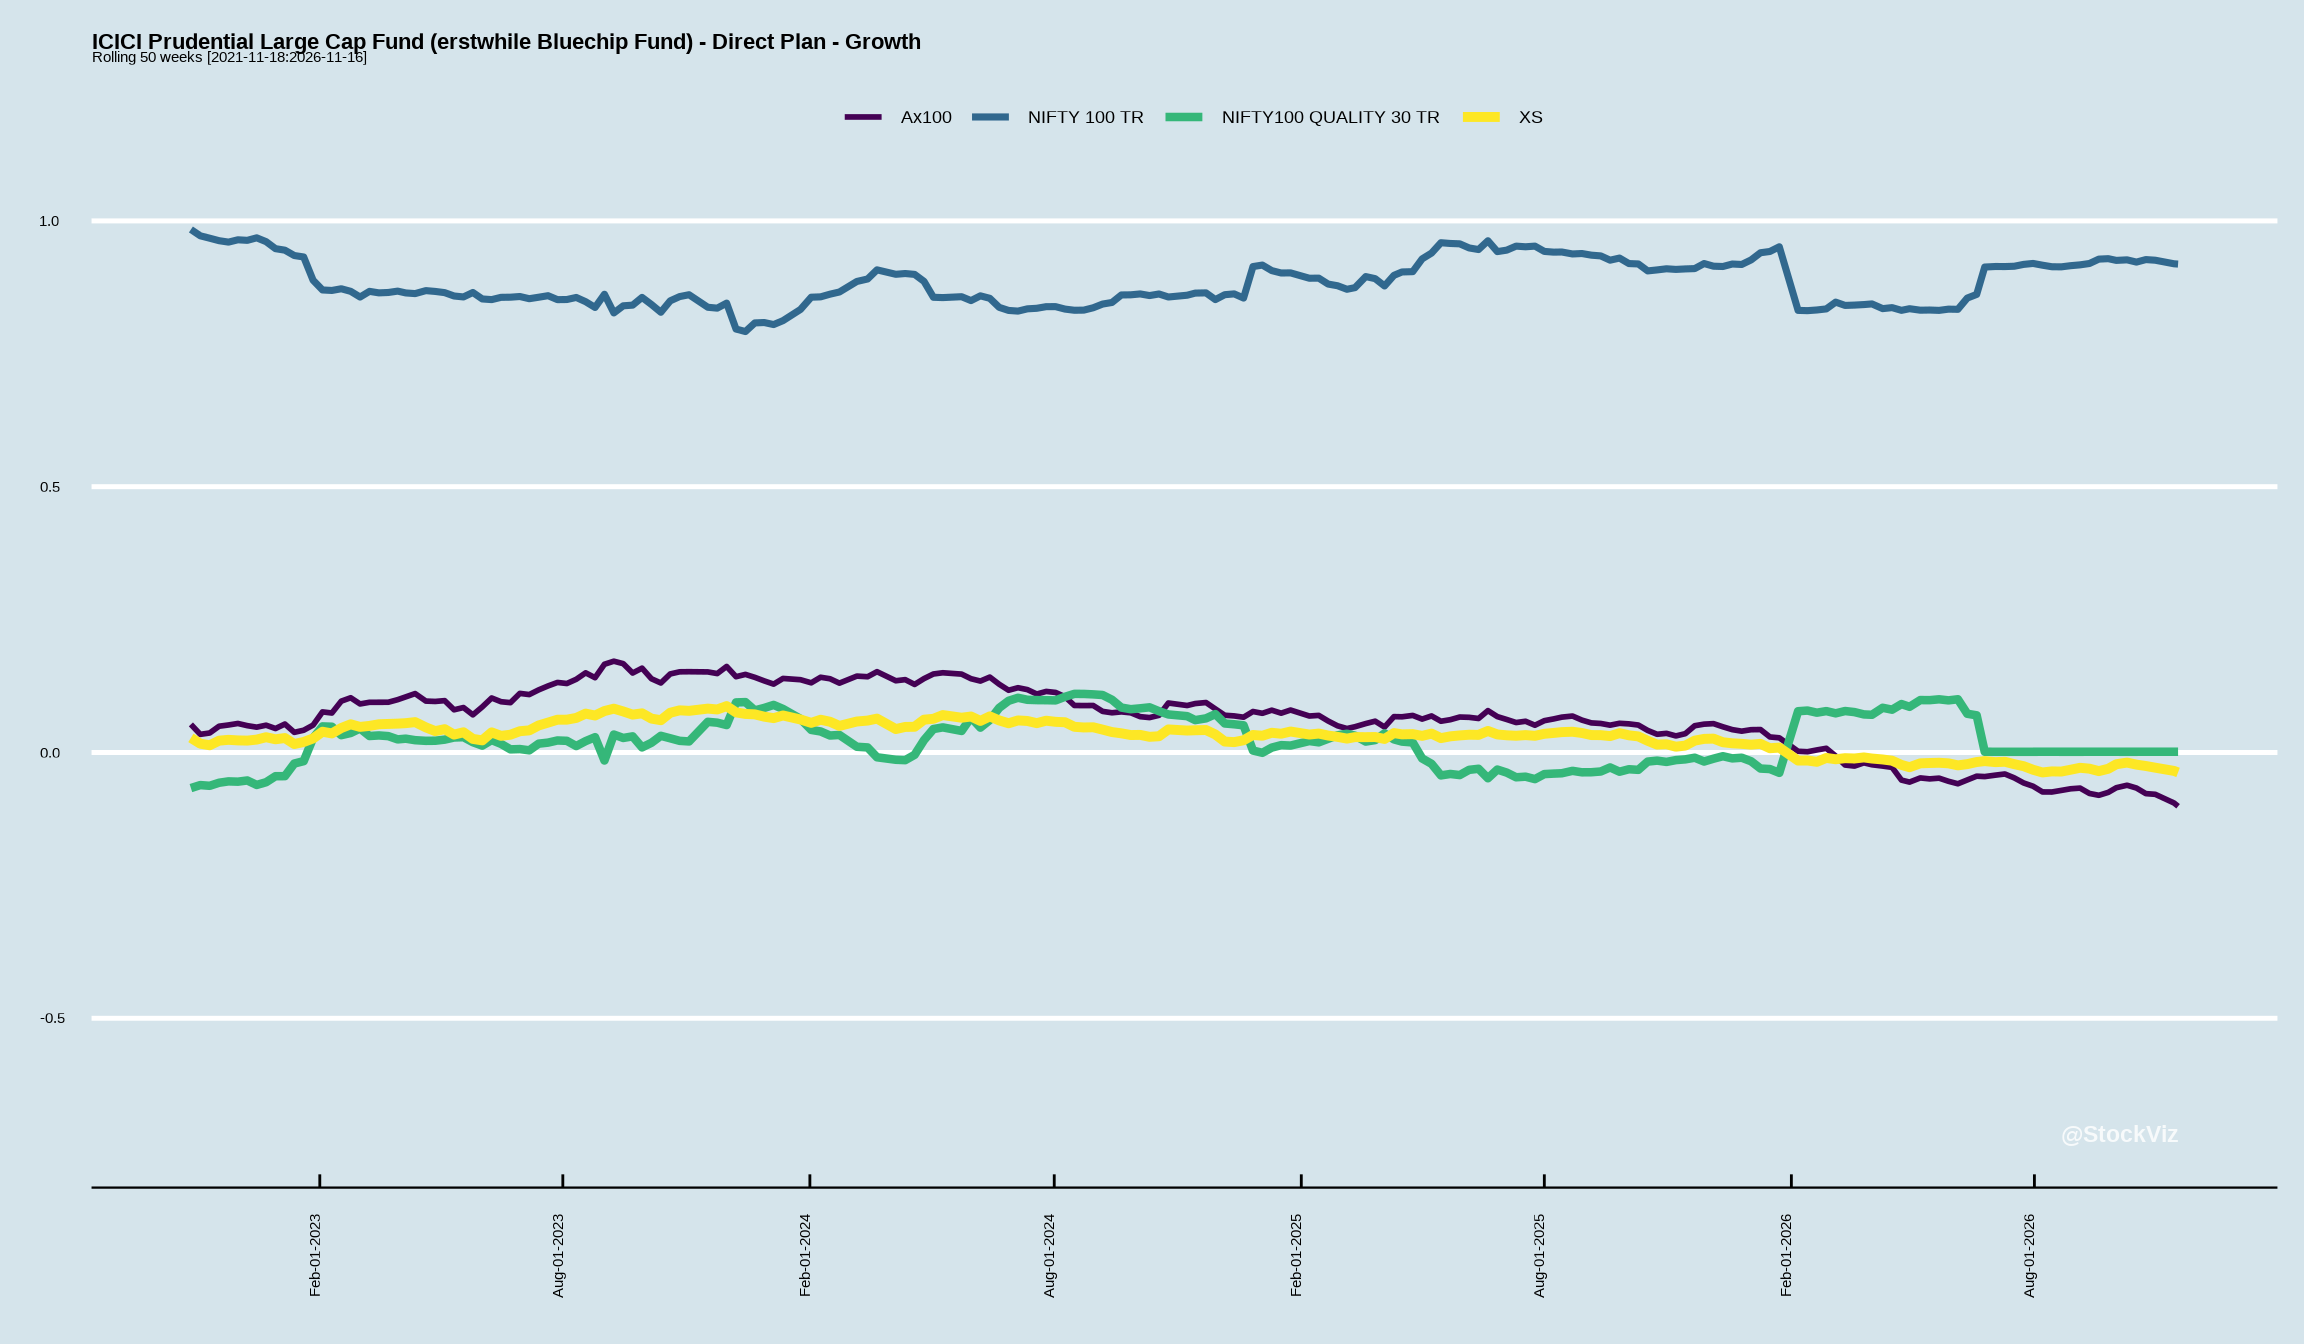 ICICI Prudential Large Cap Fund (erstwhile Bluechip Fund) - Direct Plan - Growth
Rolling 50 weeks [2021-11-18:2026-11-16]
Ax100 NIFTY 100 TR NIFTY100 QUALITY 30 TR XS
1.0
0.5
0.0
-0.5
@StockViz
Feb-01-2023 Aug-01-2023 Feb-01-2024 Aug-01-2024 Feb-01-2025 Aug-01-2025 Feb-01-2026 Aug-01-2026